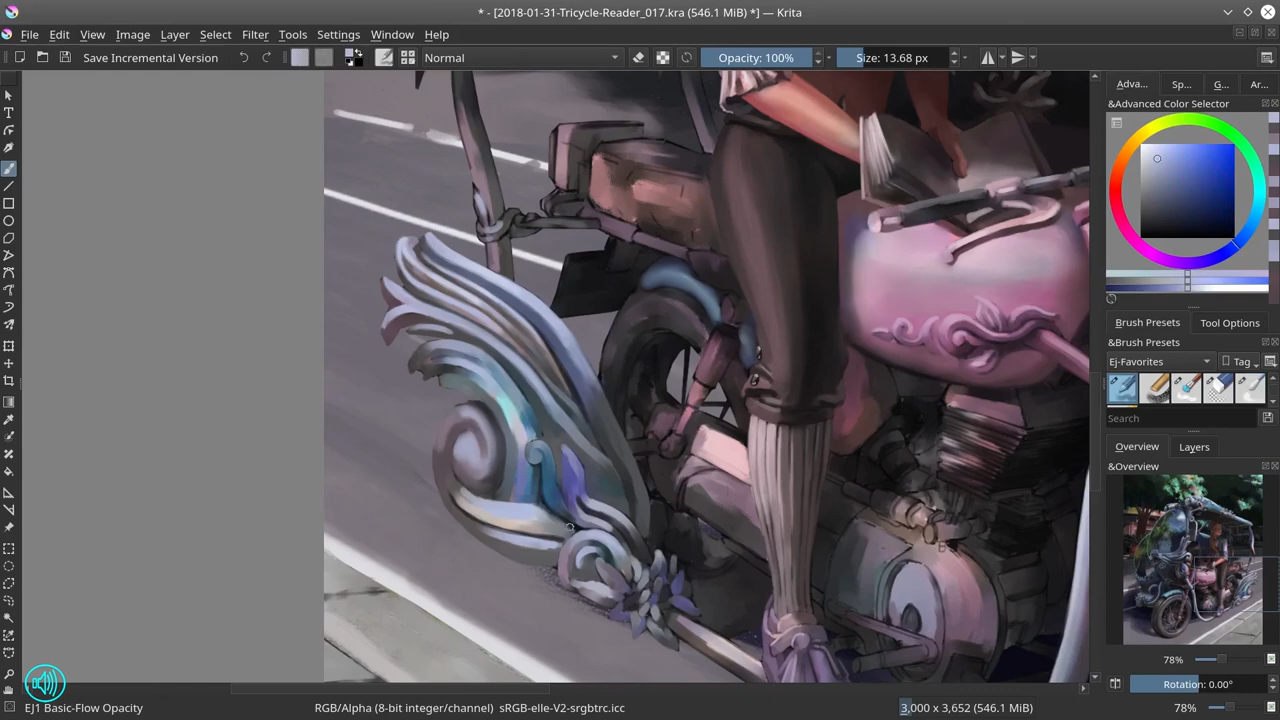 * - [2018-01-31-Tricycle-Reader_017.kra (546.1 MiB) *] — Krita
File Edit View Image Layer Select Filter Tools Settings Window Help
Save Incremental Version Normal Opacity: 100% Size: 13.68 px
Adva... Sp... G... Ar...
&Advanced Color Selector
Brush Presets Tool Options
&Brush Presets
Ej-Favorites Tag
Search
Overview Layers
&Overview
78%
Rotation: 0.00°
EJ1 Basic-Flow Opacity RGB/Alpha (8-bit integer/channel) sRGB-elle-V2-srgbtrc.icc 3,000 x 3,652 (546.1 MiB) 78%